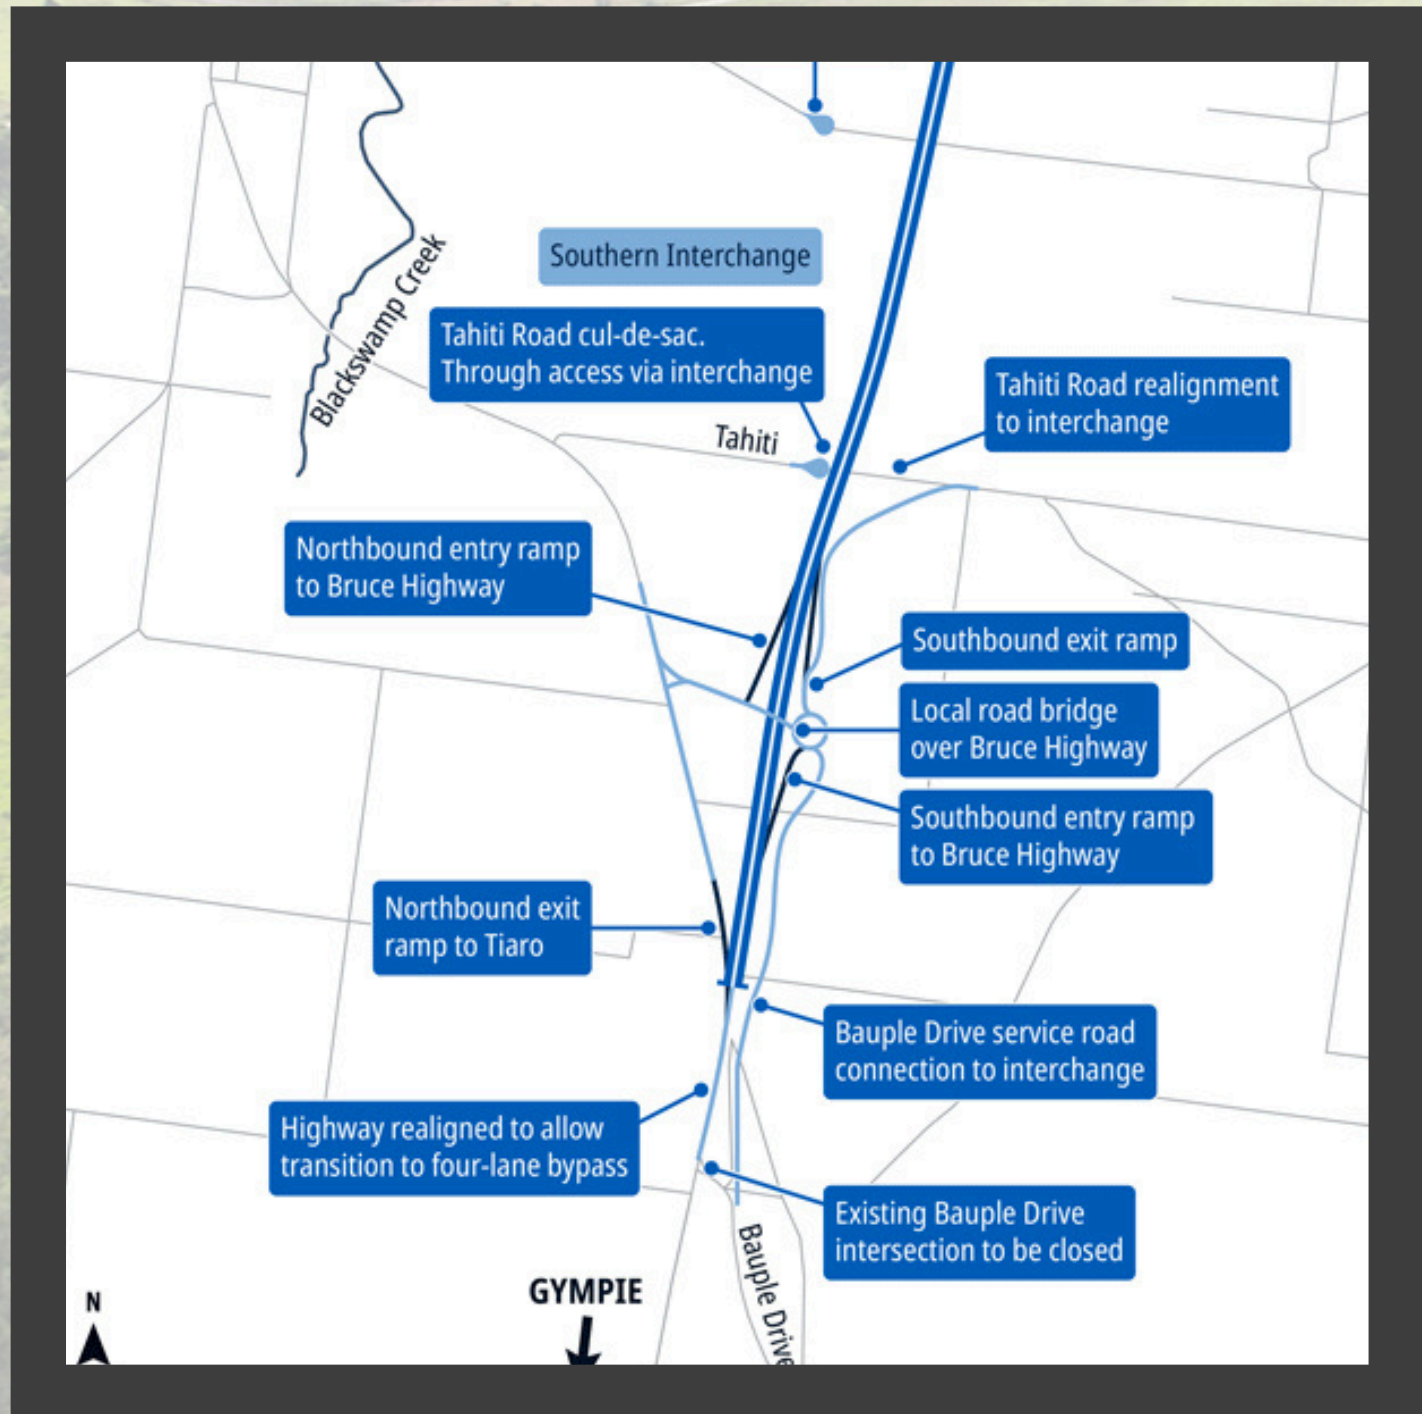 Southern Interchange
Tahiti Road cul-de-sac.
Through access via interchange
Tahiti Road realignment
to interchange
Blackswamp Creek
Tahiti
Northbound entry ramp
to Bruce Highway
Southbound exit ramp
Local road bridge
over Bruce Highway
Southbound entry ramp
to Bruce Highway
Northbound exit
ramp to Tiaro
Bauple Drive service road
connection to interchange
Highway realigned to allow
transition to four-lane bypass
Existing Bauple Drive
intersection to be closed
Bauple Drive
GYMPIE
N